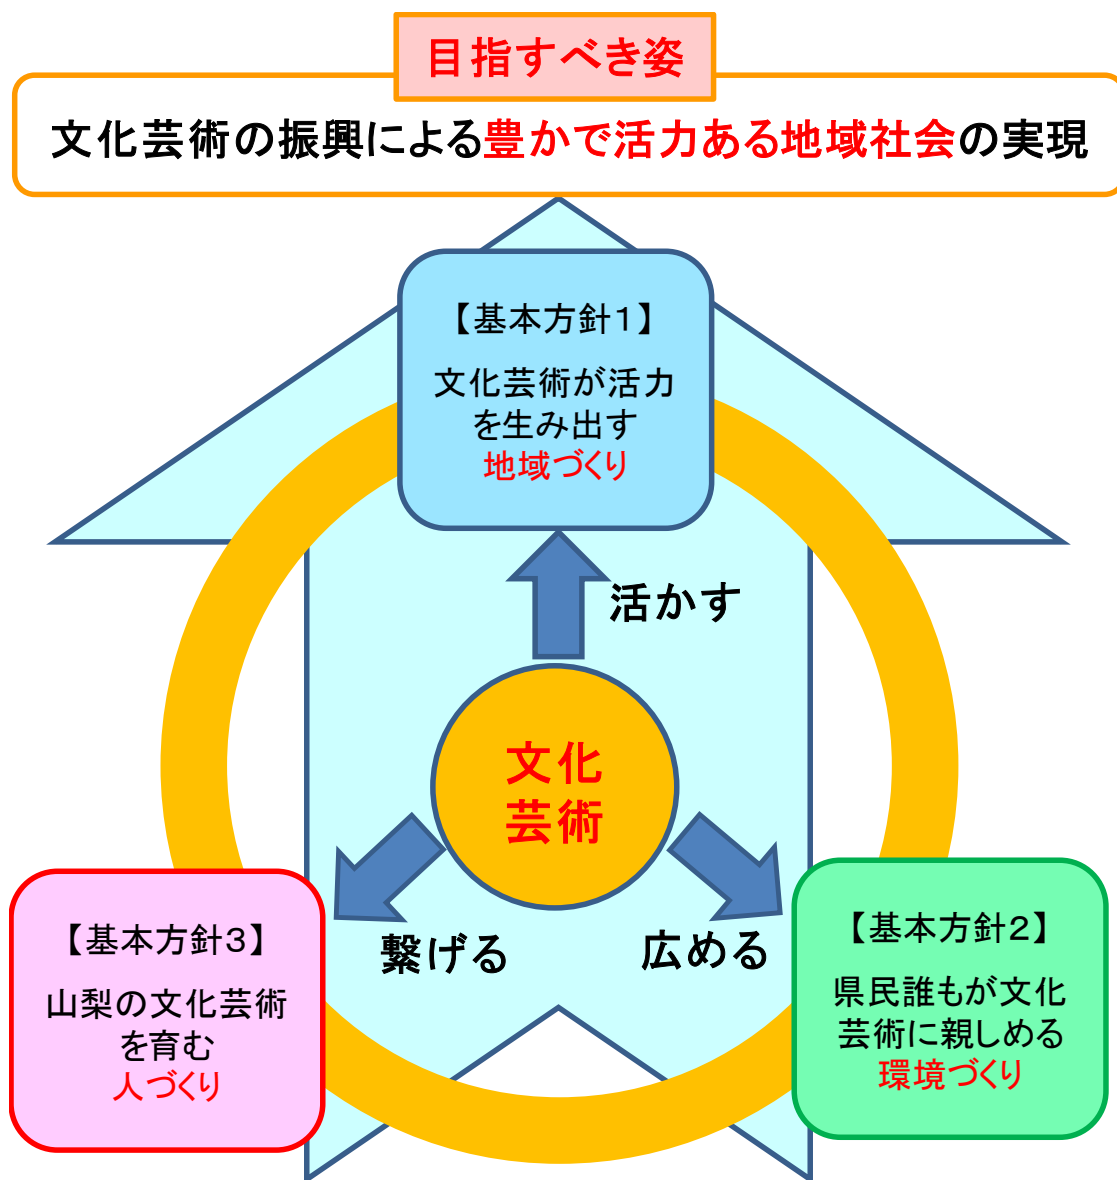 目指すべき姿
文化芸術の振興による豊かで活力ある地域社会の実現
【基本方針１】
文化芸術が活力
を生み出す
地域づくり
活かす
文化
芸術
繋げる
広める
【基本方針３】
山梨の文化芸術
を育む
人づくり
【基本方針２】
県民誰もが文化
芸術に親しめる
環境づくり